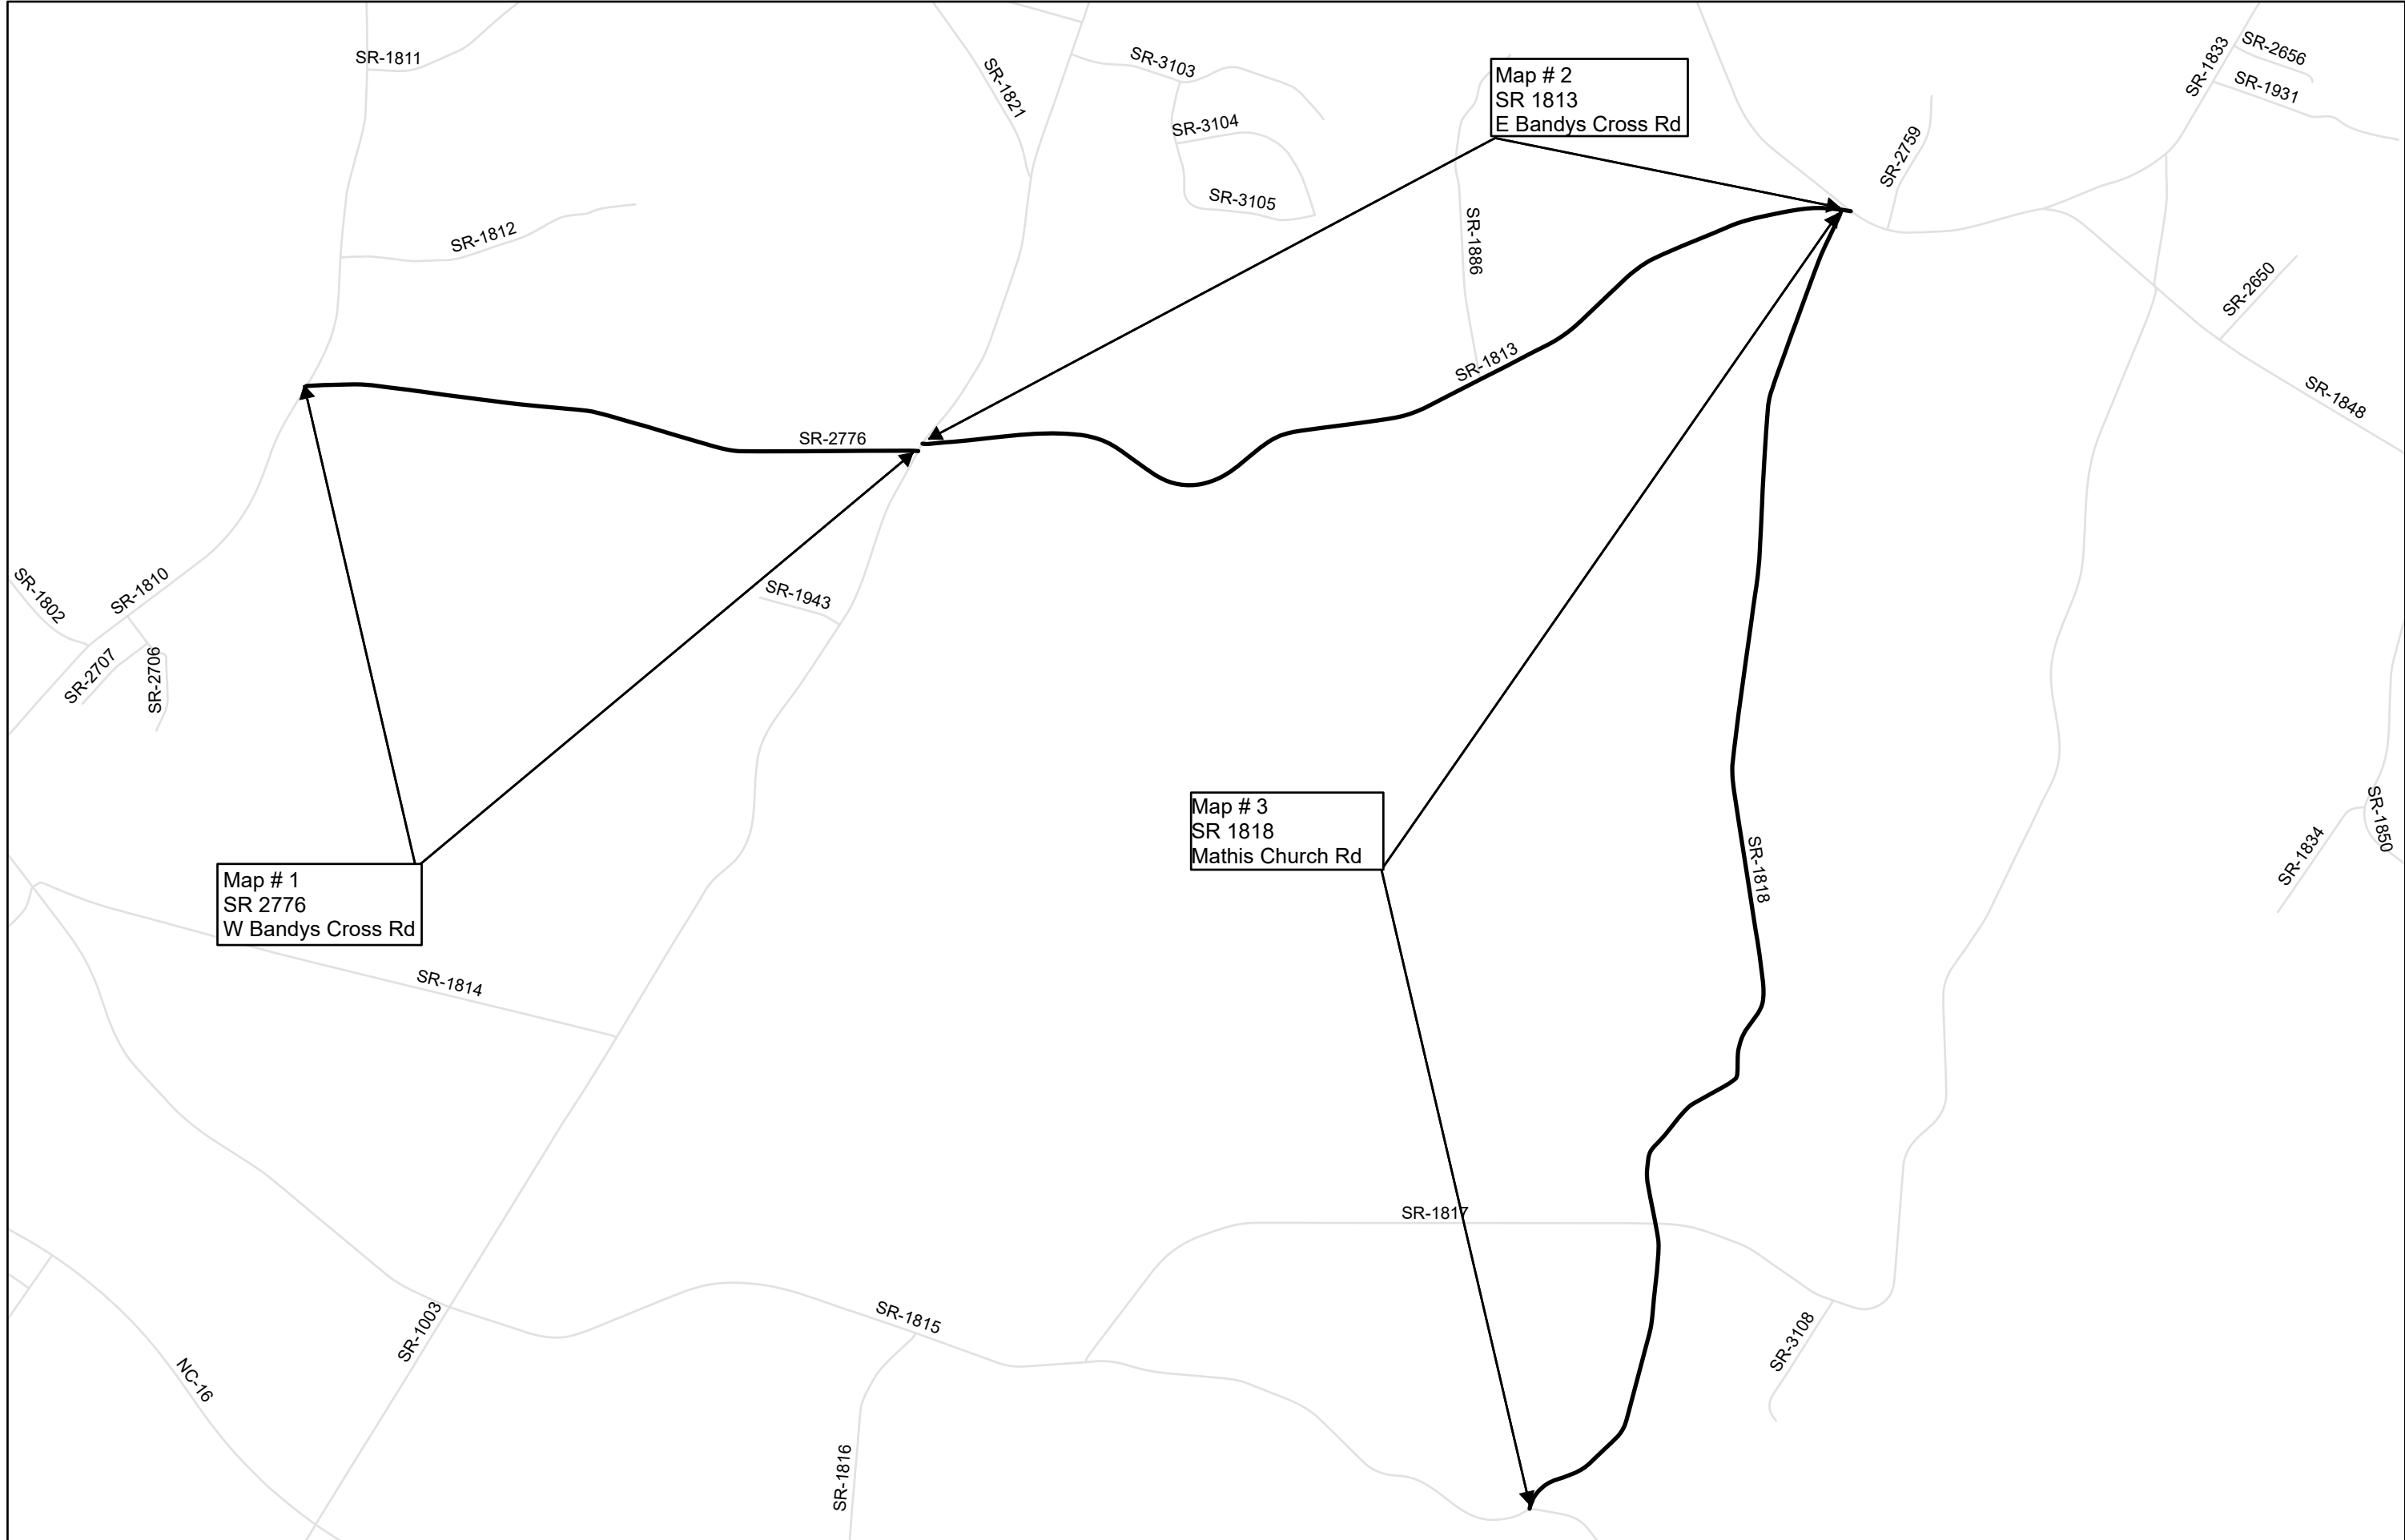 SR-1811
SR-1821
SR-3103
Map # 2
SR 1813
E Bandys Cross Rd
SR-1833
SR-2656
SR-1931
SR-3104
SR-2759
SR-3105
SR-1812
SR-1886
SR-2650
SR-1813
SR-1848
SR-2776
SR-1802
SR-1810
SR-1943
SR-2707
SR-2706
Map # 3
SR 1818
Mathis Church Rd
SR-1850
SR-1834
SR-1818
Map # 1
SR 2776
W Bandys Cross Rd
SR-1814
SR-1817
SR-1003
SR-1815
SR-3108
NC-16
SR-1816